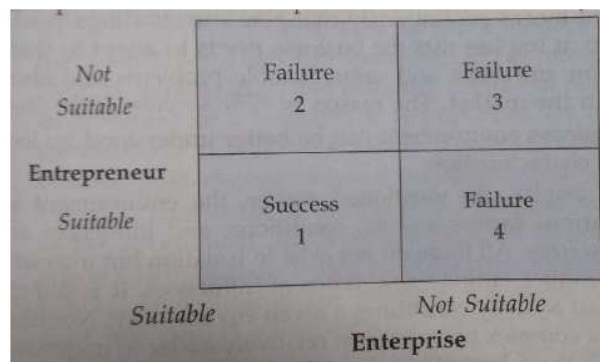 Not Failure Failure
Suitable 2 3
Entrepreneur
Suitable Success Failure
1 4
Suitable Not Suitable
Enterprise